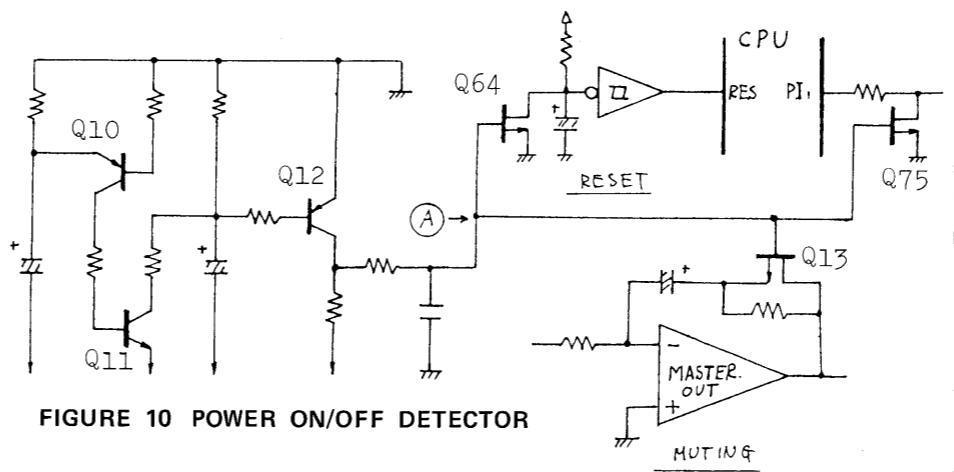 CPU
Q64
RES
PI₁
Q10
Q12
RESET
Q75
A
Q13
+
+
+
+
Q11
−
MASTER.
OUT
+
FIGURE 10 POWER ON/OFF DETECTOR
MUTING